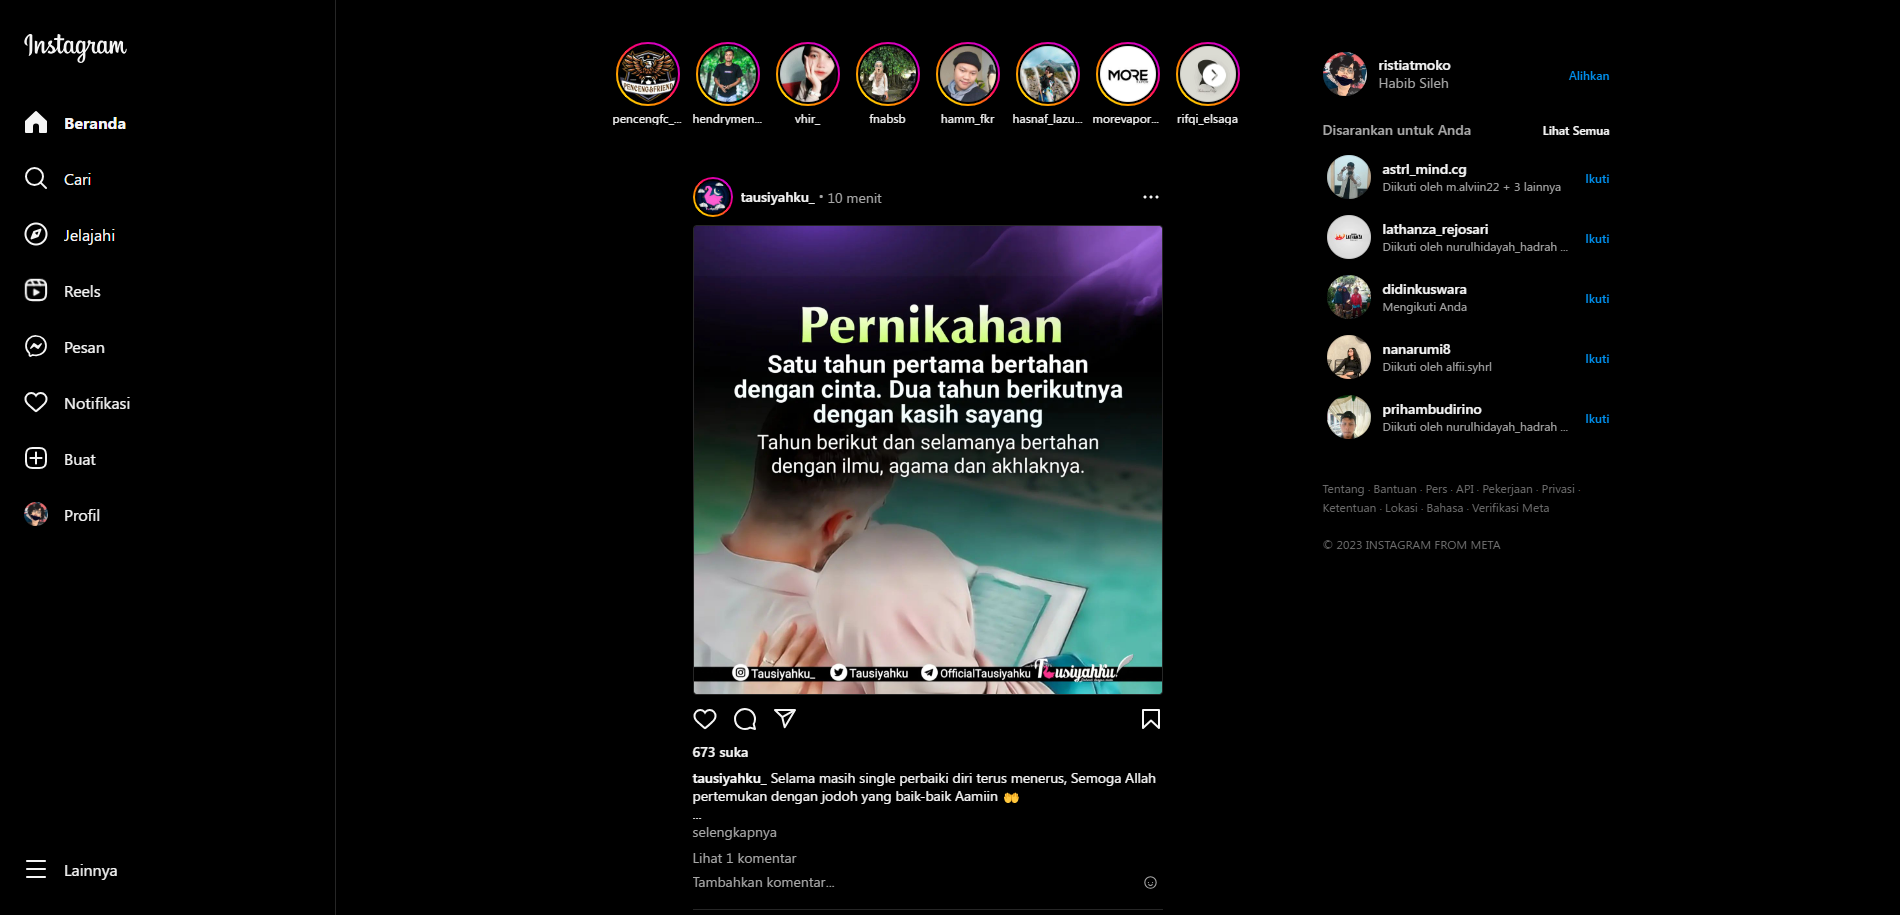 Instagram
Beranda
Cari
Jelajahi
Reels
Pesan
Notifikasi
Buat
Profil
Lainnya
pencengfc_...
hendrymen...
vhir_
fnabsb
hamm_fkr
hasnaf_lazu...
morevapor...
rifqi_elsaqa
PENCENG&FRIEND
MORE
tausiyahku_ • 10 menit
Pernikahan
Satu tahun pertama bertahan
dengan cinta. Dua tahun berikutnya
dengan kasih sayang
Tahun berikut dan selamanya bertahan
dengan ilmu, agama dan akhlaknya.
Tausiyahku_ Tausiyahku OfficialTausiyahku Tausiyahku!
673 suka
tausiyahku_ Selama masih single perbaiki diri terus menerus, Semoga Allah
pertemukan dengan jodoh yang baik-baik Aamiin 👐
...
selengkapnya
Lihat 1 komentar
Tambahkan komentar...
ristiatmoko
Habib Sileh
Alihkan
Disarankan untuk Anda
Lihat Semua
astrl_mind.cg
Diikuti oleh m.alviin22 + 3 lainnya
Ikuti
lathanza_rejosari
Diikuti oleh nurulhidayah_hadrah ...
Ikuti
didinkuswara
Mengikuti Anda
Ikuti
nanarumi8
Diikuti oleh alfii.syhrl
Ikuti
prihambudirino
Diikuti oleh nurulhidayah_hadrah ...
Ikuti
Tentang · Bantuan · Pers · API · Pekerjaan · Privasi ·
Ketentuan · Lokasi · Bahasa · Verifikasi Meta
© 2023 INSTAGRAM FROM META